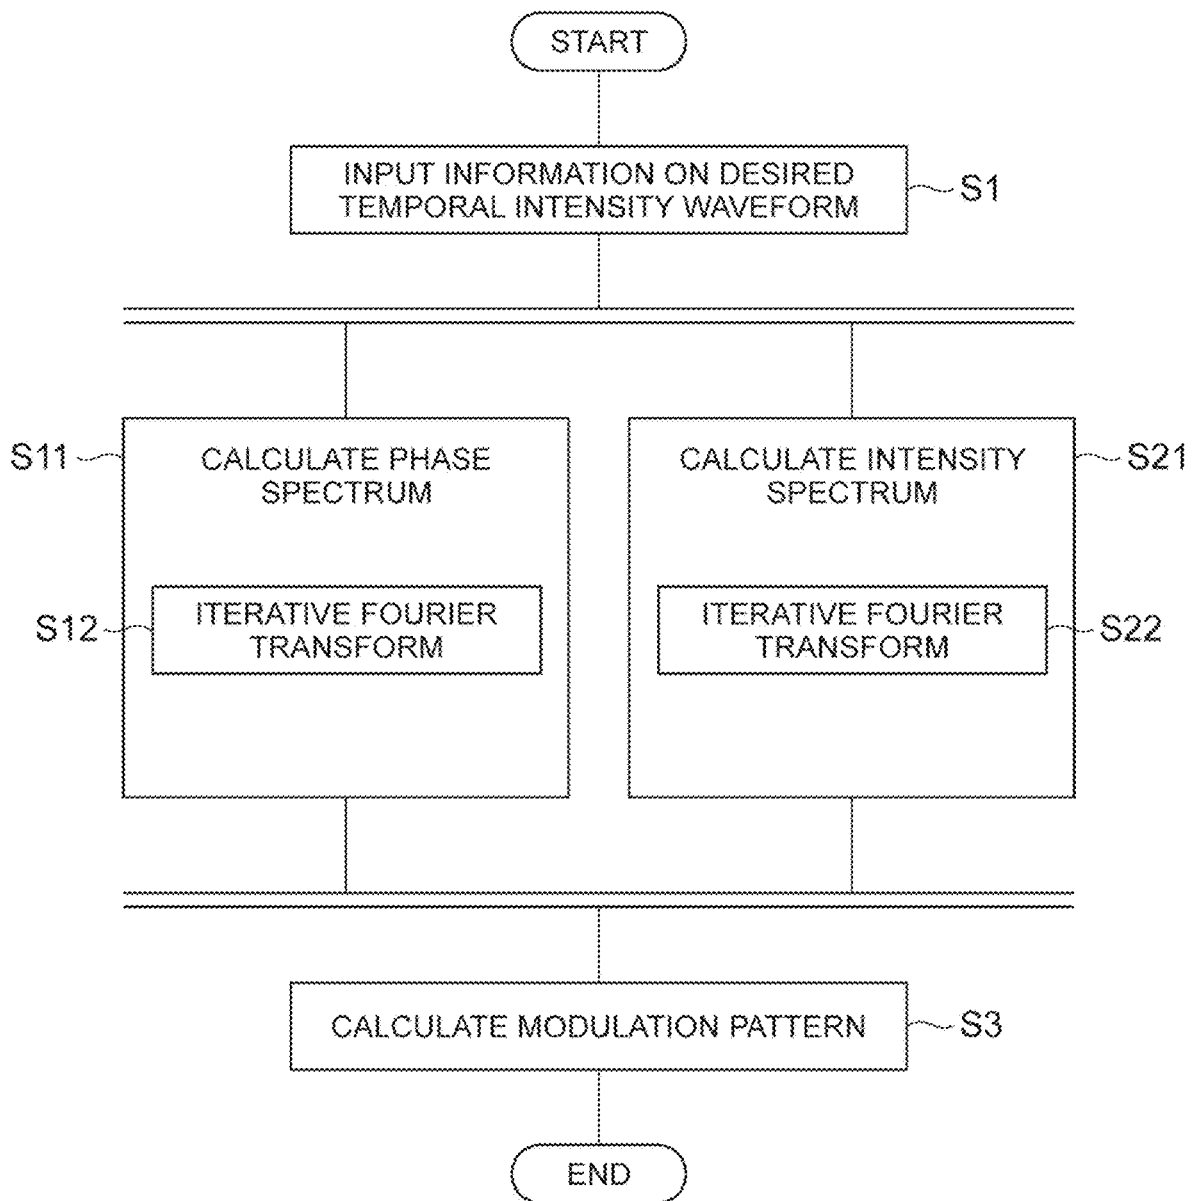 START
INPUT INFORMATION ON DESIRED
TEMPORAL INTENSITY WAVEFORM
S1
S11
CALCULATE PHASE
SPECTRUM
S12
ITERATIVE FOURIER
TRANSFORM
CALCULATE INTENSITY
SPECTRUM
S21
ITERATIVE FOURIER
TRANSFORM
S22
CALCULATE MODULATION PATTERN
S3
END